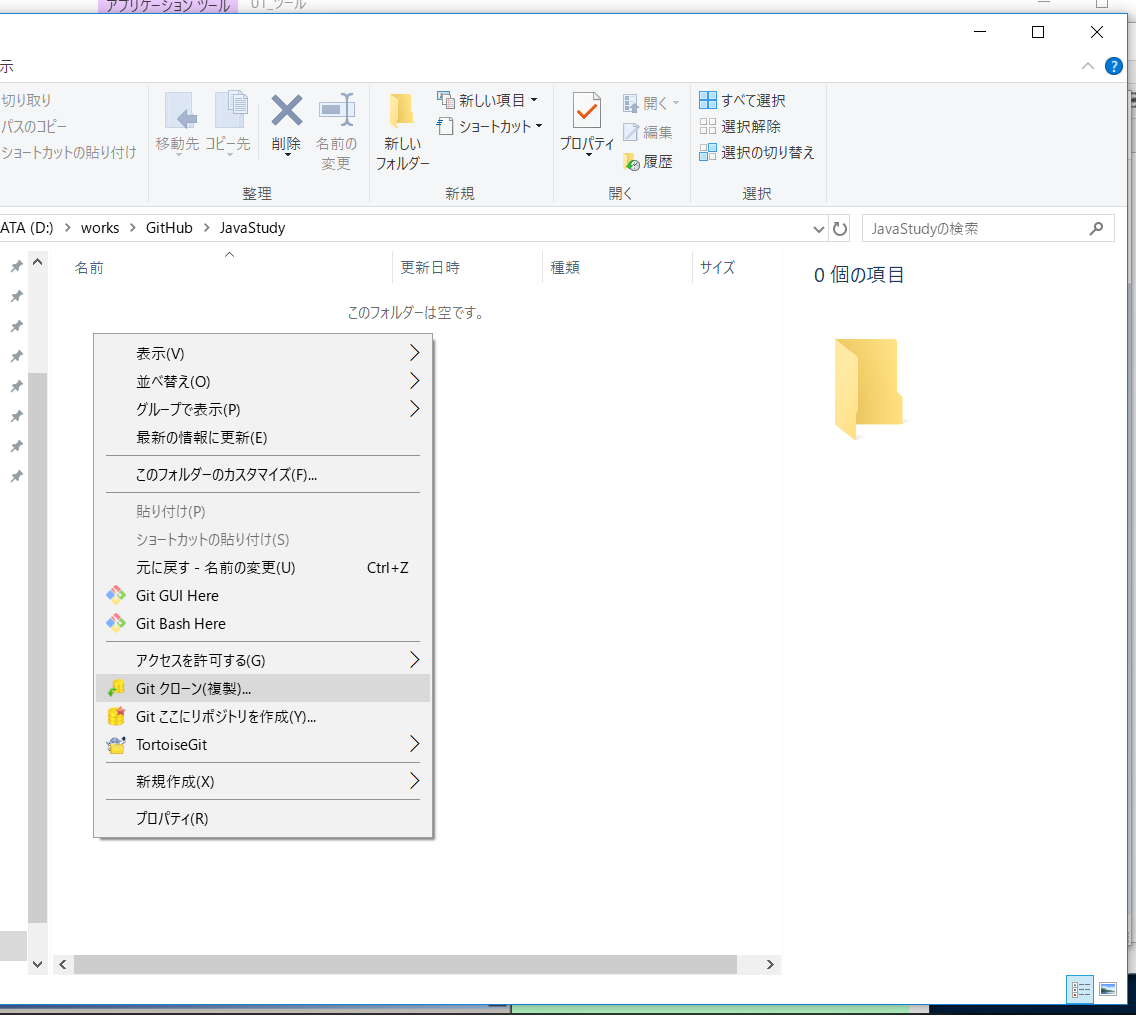 アプリケーション ツール
01_ツール
示
切り取り
パスのコピー
ショートカットの貼り付け
移動先
コピー先
削除
名前の
変更
整理
新しい
フォルダー
新しい項目
ショートカット
新規
プロパティ
開く
編集
履歴
開く
すべて選択
選択解除
選択の切り替え
選択
ATA (D:) > works > GitHub > JavaStudy
JavaStudyの検索
名前
更新日時
種類
サイズ
このフォルダーは空です。
0 個の項目
表示(V)
並べ替え(O)
グループで表示(P)
最新の情報に更新(E)
このフォルダーのカスタマイズ(F)...
貼り付け(P)
ショートカットの貼り付け(S)
元に戻す - 名前の変更(U) Ctrl+Z
Git GUI Here
Git Bash Here
アクセスを許可する(G)
Git クローン(複製)...
Git ここにリポジトリを作成(Y)...
TortoiseGit
新規作成(X)
プロパティ(R)